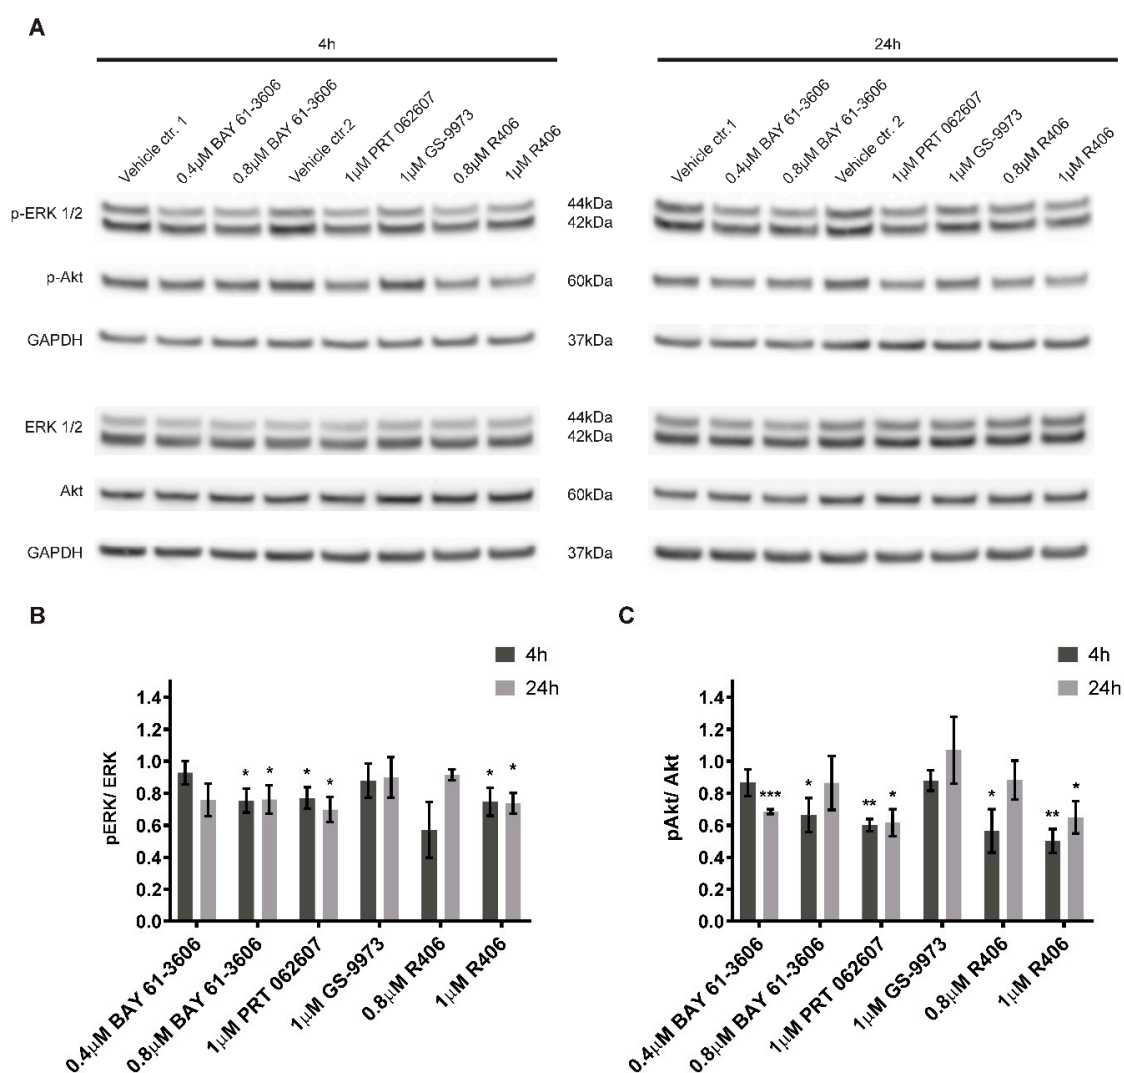 A
4h
24h
Vehicle ctr. 1
0.4µM BAY 61-3606
0.8µM BAY 61-3606
Vehicle ctr.2
1µM PRT 062607
1µM GS-9973
0.8µM R406
1µM R406
Vehicle ctr.1
0.4µM BAY 61-3606
0.8µM BAY 61-3606
Vehicle ctr. 2
1µM PRT 062607
1µM GS-9973
0.8µM R406
1µM R406
p-ERK 1/2
44kDa
42kDa
p-Akt
60kDa
GAPDH
37kDa
ERK 1/2
44kDa
42kDa
Akt
60kDa
GAPDH
37kDa
B
4h
24h
pERK/ ERK
1.4
1.2
1.0
0.8
0.6
0.4
0.2
0.0
* * * * * *
0.4µM BAY 61-3606
0.8µM BAY 61-3606
1µM PRT 062607
1µM GS-9973
0.8µM R406
1µM R406
C
4h
24h
pAkt/ Akt
1.4
1.2
1.0
0.8
0.6
0.4
0.2
0.0
*** * ** * * ** *
0.4µM BAY 61-3606
0.8µM BAY 61-3606
1µM PRT 062607
1µM GS-9973
0.8µM R406
1µM R406